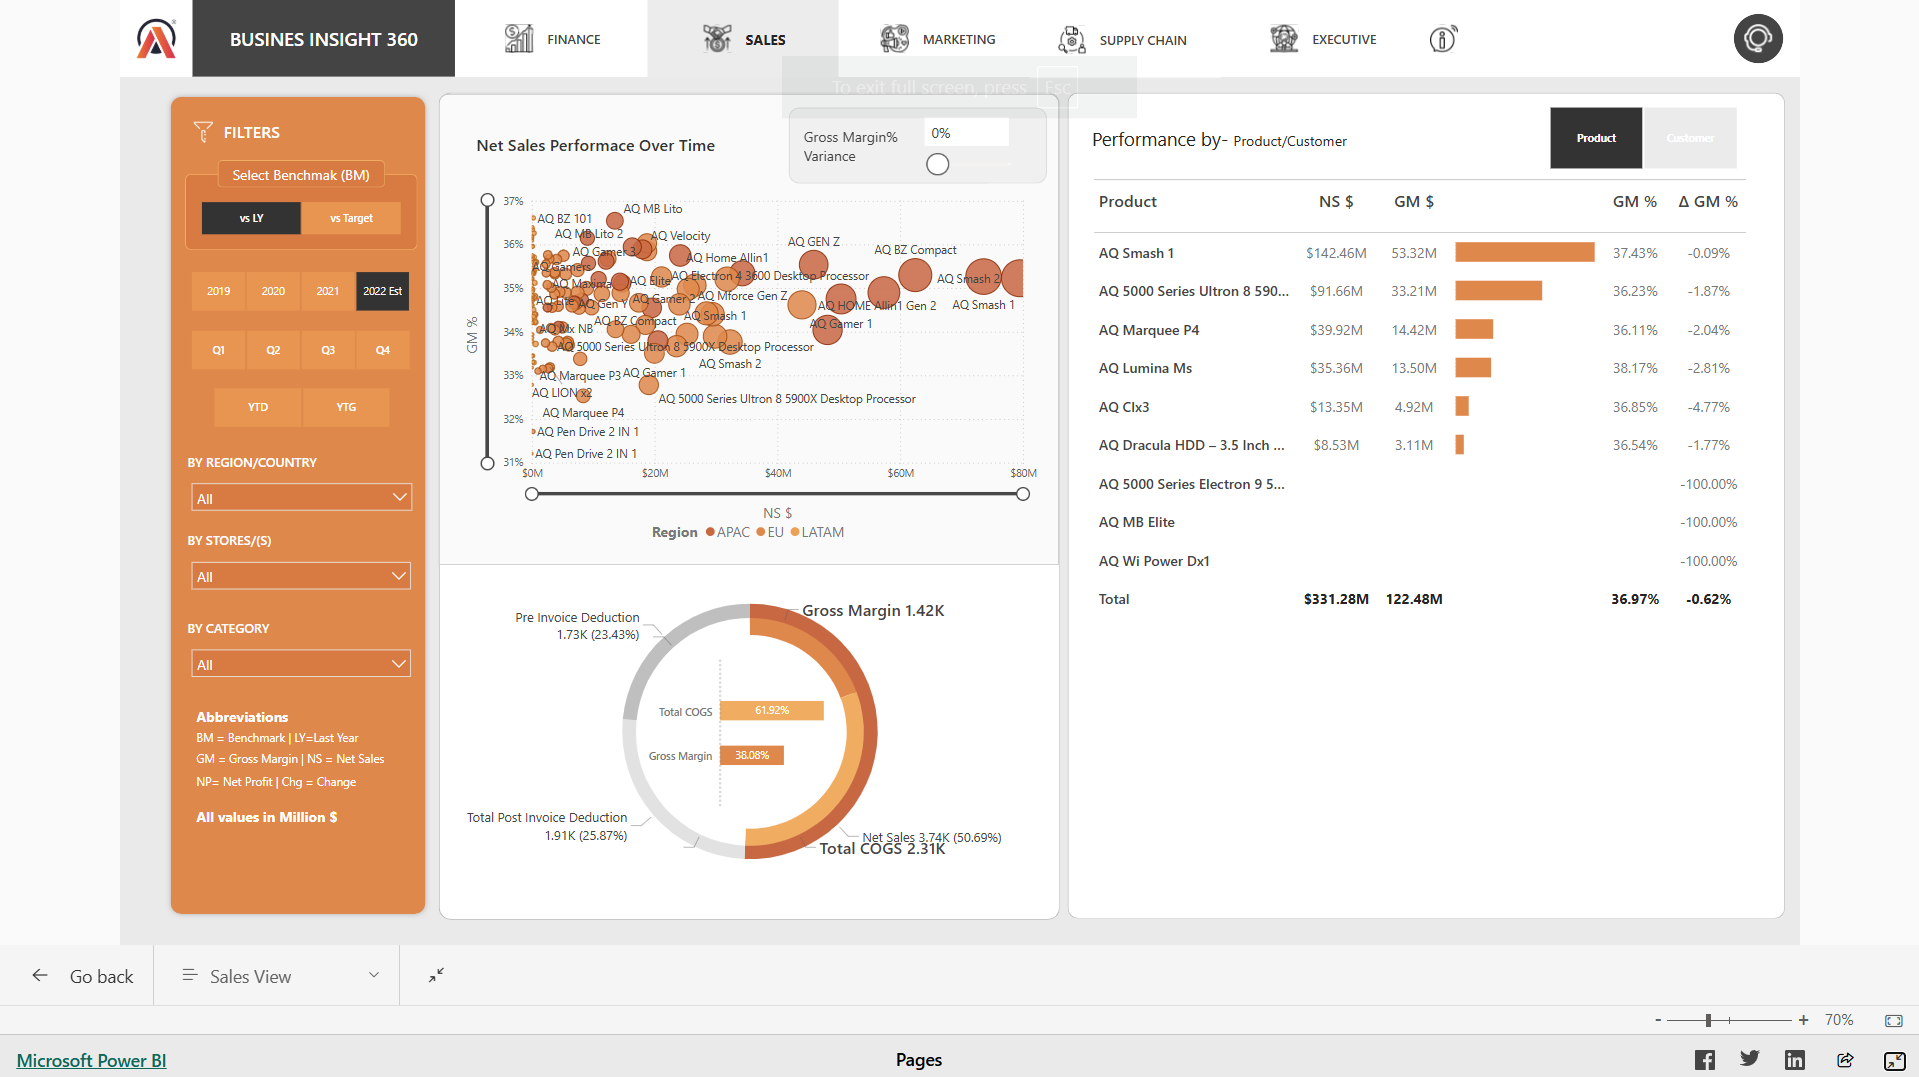 BUSINES INSIGHT 360
FINANCE
SALES
MARKETING
SUPPLY CHAIN
EXECUTIVE
To exit full screen, press Esc
FILTERS
Select Benchmak (BM)
vs LY
vs Target
2019
2020
2021
2022 Est
Q1
Q2
Q3
Q4
YTD
YTG
BY REGION/COUNTRY
All
BY STORES/(S)
All
BY CATEGORY
All
Abbreviations
BM = Benchmark | LY=Last Year
GM = Gross Margin | NS = Net Sales
NP= Net Profit | Chg = Change
All values in Million $
Net Sales Performace Over Time
Gross Margin%
Variance
0%
GM %
37%
36%
35%
34%
33%
32%
31%
AQ MB Lito
AQ BZ 101
AQ MB Lito 2
AQ Velocity
AQ GEN Z
AQ BZ Compact
AQ Gamer 3
AQ Home Allin1
AQ Gamers
AQ Electron 4 3600 Desktop Processor
AQ Maxima
AQ Elite
AQ Smash 2
AQ Lite
AQ Gen Y
AQ Gamer 2
AQ Mforce Gen Z
AQ HOME Allin1 Gen 2
AQ Smash 1
AQ BZ Compact
AQ Smash 1
AQ Gamer 1
AQ Mx NB
AQ 5000 Series Ultron 8 5900X Desktop Processor
AQ Smash 2
AQ Marquee P3
AQ Gamer 1
AQ LION x2
AQ 5000 Series Ultron 8 5900X Desktop Processor
AQ Marquee P4
AQ Pen Drive 2 IN 1
AQ Pen Drive 2 IN 1
$0M
$20M
$40M
$60M
$80M
NS $
Region APAC EU LATAM
Pre Invoice Deduction
1.73K (23.43%)
Gross Margin 1.42K
Total COGS
61.92%
Gross Margin
38.08%
Total Post Invoice Deduction
1.91K (25.87%)
Net Sales 3.74K (50.69%)
Total COGS 2.31K
Performance by- Product/Customer
Product
Customer
Product NS $ GM $ GM % Δ GM %
AQ Smash 1 $142.46M 53.32M 37.43% -0.09%
AQ 5000 Series Ultron 8 590... $91.66M 33.21M 36.23% -1.87%
AQ Marquee P4 $39.92M 14.42M 36.11% -2.04%
AQ Lumina Ms $35.36M 13.50M 38.17% -2.81%
AQ Clx3 $13.35M 4.92M 36.85% -4.77%
AQ Dracula HDD – 3.5 Inch ... $8.53M 3.11M 36.54% -1.77%
AQ 5000 Series Electron 9 5... -100.00%
AQ MB Elite -100.00%
AQ Wi Power Dx1 -100.00%
Total $331.28M 122.48M 36.97% -0.62%
Go back
Sales View
- + 70%
Microsoft Power BI
Pages